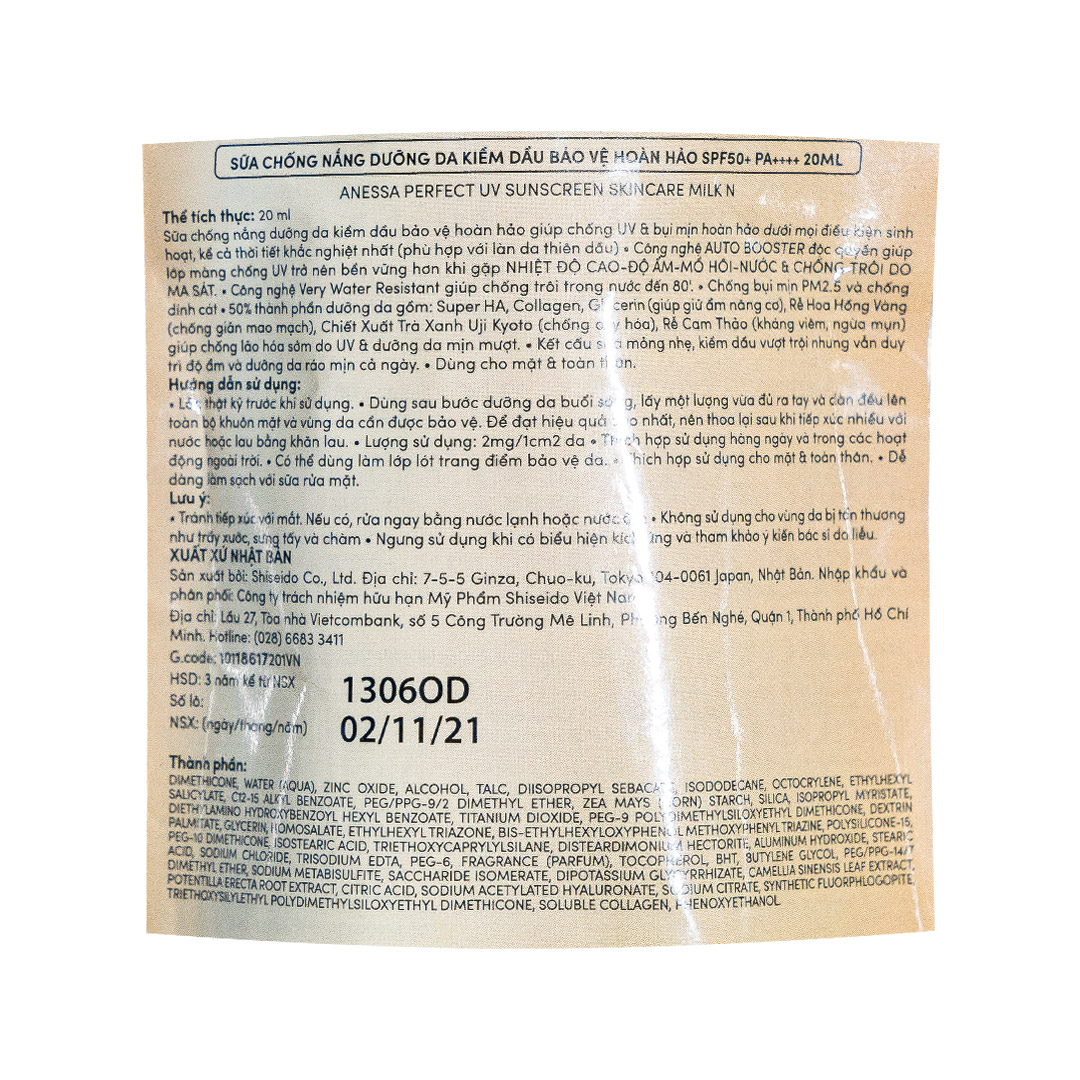 SỮA CHỐNG NẮNG DƯỠNG DA KIỀM DẦU BẢO VỆ HOÀN HẢO SPF50+ PA++++ 20ML
ANESSA PERFECT UV SUNSCREEN SKINCARE MILK N
Thể tích thực: 20 ml
Sữa chống nắng dưỡng da kiềm dầu bảo vệ hoàn hảo giúp chống UV & bụi mịn hoàn hảo dưới mọi điều kiện sinh
hoạt, kể cả thời tiết khắc nghiệt nhất (phù hợp với làn da thiên dầu) • Công nghệ AUTO BOOSTER độc quyền giúp
lớp màng chống UV trở nên bền vững hơn khi gặp NHIỆT ĐỘ CAO-ĐỘ ẨM-MỒ HÔI-NƯỚC & CHỐNG TRÔI DO
MA SÁT. • Công nghệ Very Water Resistant giúp chống trôi trong nước đến 80'. • Chống bụi mịn PM2.5 và chống
dính cát • 50% thành phần dưỡng da gồm: Super HA, Collagen, Glycerin (giúp giữ ẩm nâng cơ), Rễ Hoa Hồng Vàng
(chống giãn mao mạch), Chiết Xuất Trà Xanh Uji Kyoto (chống oxy hóa), Rễ Cam Thảo (kháng viêm, ngừa mụn)
giúp chống lão hóa sớm do UV & dưỡng da mịn mượt. • Kết cấu sữa mỏng nhẹ, kiềm dầu vượt trội nhưng vẫn duy
trì độ ẩm và dưỡng da ráo mịn cả ngày. • Dùng cho mặt & toàn thân.
Hướng dẫn sử dụng:
• Lắc thật kỹ trước khi sử dụng. • Dùng sau bước dưỡng da buổi sáng, lấy một lượng vừa đủ ra tay và dàn đều lên
toàn bộ khuôn mặt và vùng da cần được bảo vệ. Để đạt hiệu quả cao nhất, nên thoa lại sau khi tiếp xúc nhiều với
nước hoặc lau bằng khăn lau. • Lượng sử dụng: 2mg/1cm2 da • Thích hợp sử dụng hàng ngày và trong các hoạt
động ngoài trời. • Có thể dùng làm lớp lót trang điểm bảo vệ da. • Thích hợp sử dụng cho mặt & toàn thân. • Dễ
dàng làm sạch với sữa rửa mặt.
Lưu ý:
• Tránh tiếp xúc với mắt. Nếu có, rửa ngay bằng nước lạnh hoặc nước • Không sử dụng cho vùng da bị tổn thương
như trầy xước, sưng tấy và chàm • Ngưng sử dụng khi có biểu hiện kích ứng và tham khảo ý kiến bác sĩ da liễu.
XUẤT XỨ NHẬT BẢN
Sản xuất bởi: Shiseido Co., Ltd. Địa chỉ: 7-5-5 Ginza, Chuo-ku, Tokyo 104-0061 Japan, Nhật Bản. Nhập khẩu và
phân phối: Công ty trách nhiệm hữu hạn Mỹ Phẩm Shiseido Việt Nam
Địa chỉ: Lầu 27, Tòa nhà Vietcombank, số 5 Công Trường Mê Linh, Phường Bến Nghé, Quận 1, Thành phố Hồ Chí
Minh. Hotline: (028) 6683 3411
G.code: 10118617201VN
HSD: 3 năm kể từ NSX
Số lô: 1306OD
NSX: (ngày/tháng/năm) 02/11/21
Thành phần:
DIMETHICONE, WATER (AQUA), ZINC OXIDE, ALCOHOL, TALC, DIISOPROPYL SEBACATE, ISODODECANE, OCTOCRYLENE, ETHYLHEXYL
SALICYLATE, C12-15 ALKYL BENZOATE, PEG/PPG-9/2 DIMETHYL ETHER, ZEA MAYS (CORN) STARCH, SILICA, ISOPROPYL MYRISTATE,
DIETHYLAMINO HYDROXYBENZOYL HEXYL BENZOATE, TITANIUM DIOXIDE, PEG-9 POLYDIMETHYLSILOXYETHYL DIMETHICONE, DEXTRIN
PALMITATE, GLYCERIN, HOMOSALATE, ETHYLHEXYL TRIAZONE, BIS-ETHYLHEXYLOXYPHENOL METHOXYPHENYL TRIAZINE, POLYSILICONE-15,
PEG-10 DIMETHICONE, ISOSTEARIC ACID, TRIETHOXYCAPRYLYLSILANE, DISTEARDIMONIUM HECTORITE, ALUMINUM HYDROXIDE, STEARIC
ACID, SODIUM CHLORIDE, TRISODIUM EDTA, PEG-6, FRAGRANCE (PARFUM), TOCOPHEROL, BHT, BUTYLENE GLYCOL, PEG/PPG-14/7
DIMETHYL ETHER, SODIUM METABISULFITE, SACCHARIDE ISOMERATE, DIPOTASSIUM GLYCYRRHIZATE, CAMELLIA SINENSIS LEAF EXTRACT,
POTENTILLA ERECTA ROOT EXTRACT, CITRIC ACID, SODIUM ACETYLATED HYALURONATE, SODIUM CITRATE, SYNTHETIC FLUORPHLOGOPITE,
TRIETHOXYSILYLETHYL POLYDIMETHYLSILOXYETHYL DIMETHICONE, SOLUBLE COLLAGEN, PHENOXYETHANOL